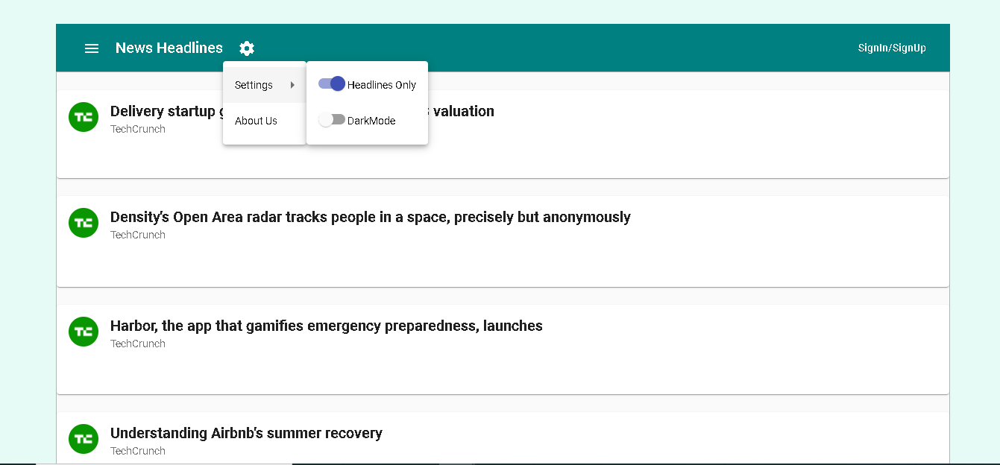 News Headlines
SignIn/SignUp
Settings
About Us
Headlines Only
DarkMode
Delivery startup
valuation
TechCrunch
TC
Density's Open Area radar tracks people in a space, precisely but anonymously
TechCrunch
TC
Harbor, the app that gamifies emergency preparedness, launches
TechCrunch
TC
Understanding Airbnb's summer recovery
TechCrunch
TC